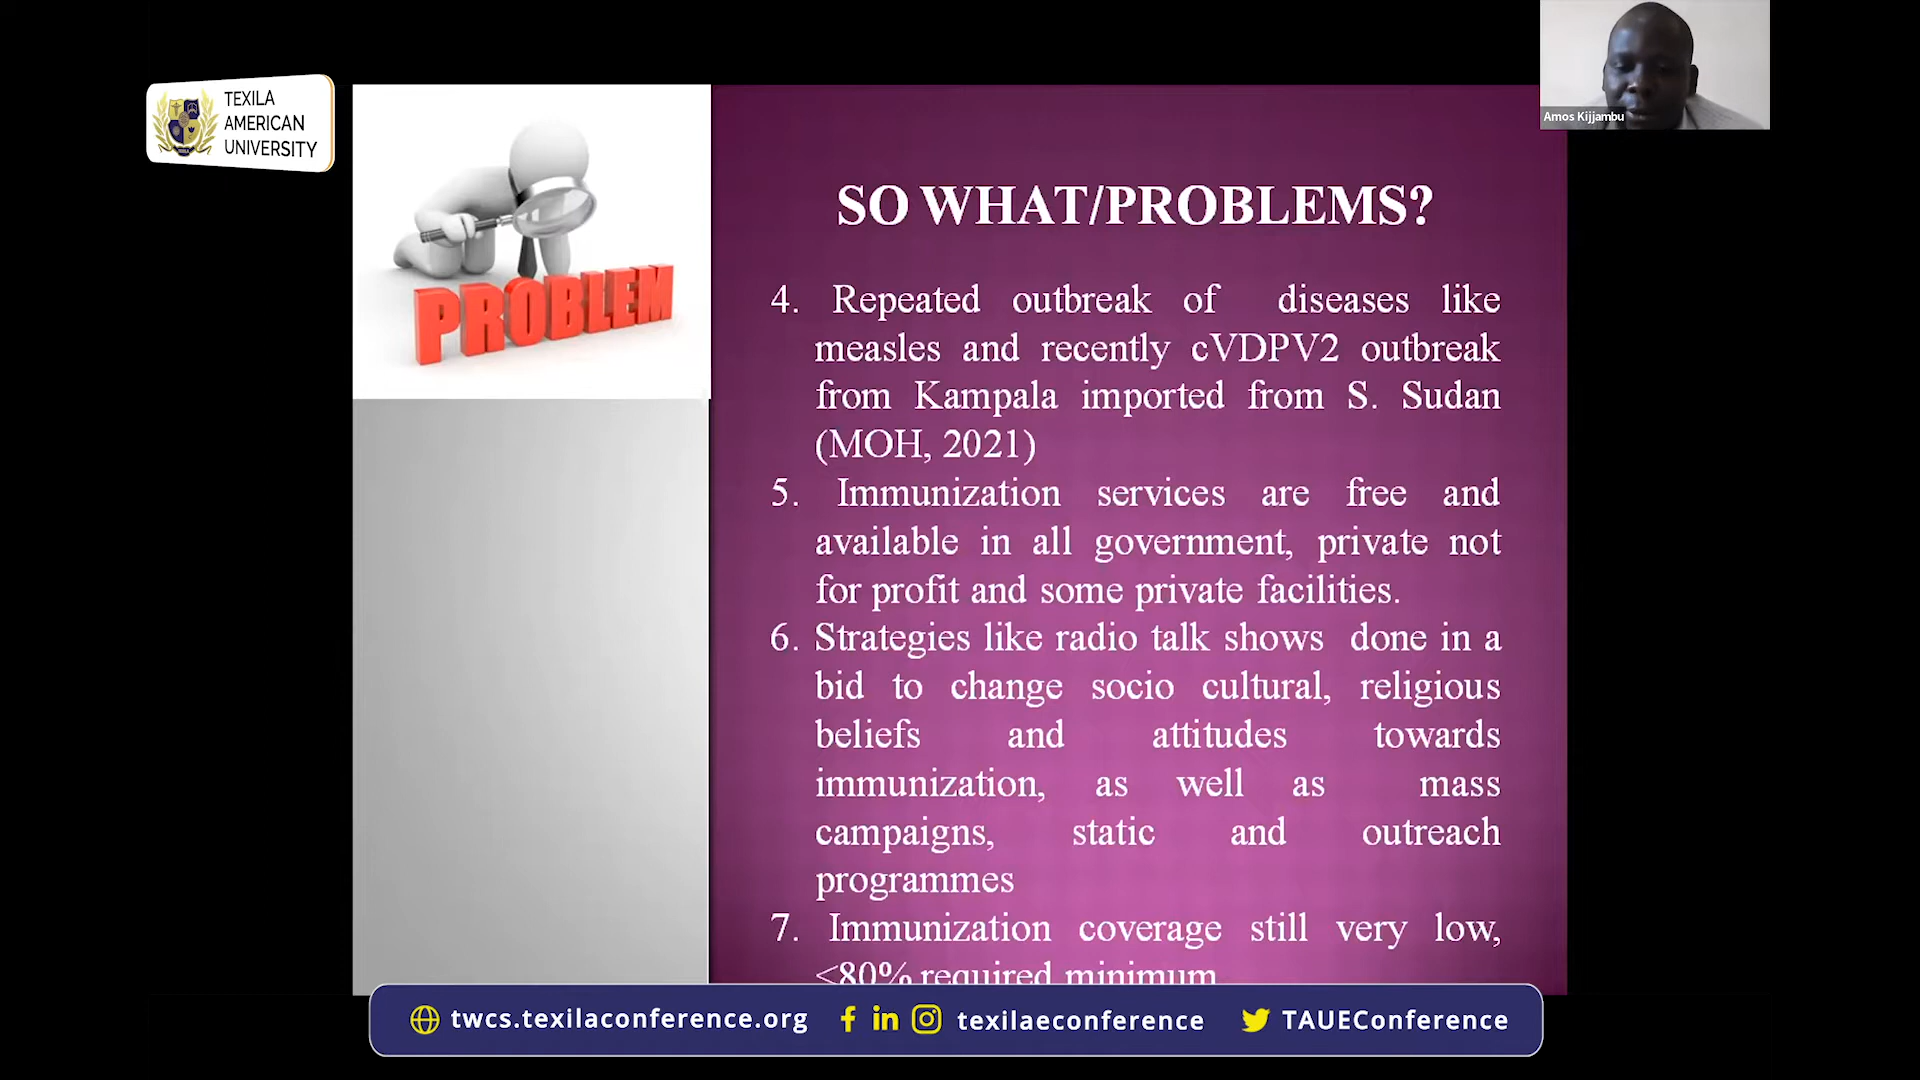 TEXILA
AMERICAN
UNIVERSITY
Amos Kijjambu
PROBLEM
SO WHAT/PROBLEMS?
4. Repeated outbreak of diseases like
measles and recently cVDPV2 outbreak
from Kampala imported from S. Sudan
(MOH, 2021)
5. Immunization services are free and
available in all government, private not
for profit and some private facilities.
6. Strategies like radio talk shows done in a
bid to change socio cultural, religious
beliefs and attitudes towards
immunization, as well as mass
campaigns, static and outreach
programmes
7. Immunization coverage still very low,
<80% required minimum
twcs.texilaconference.org
texilaeconference
TAUEConference